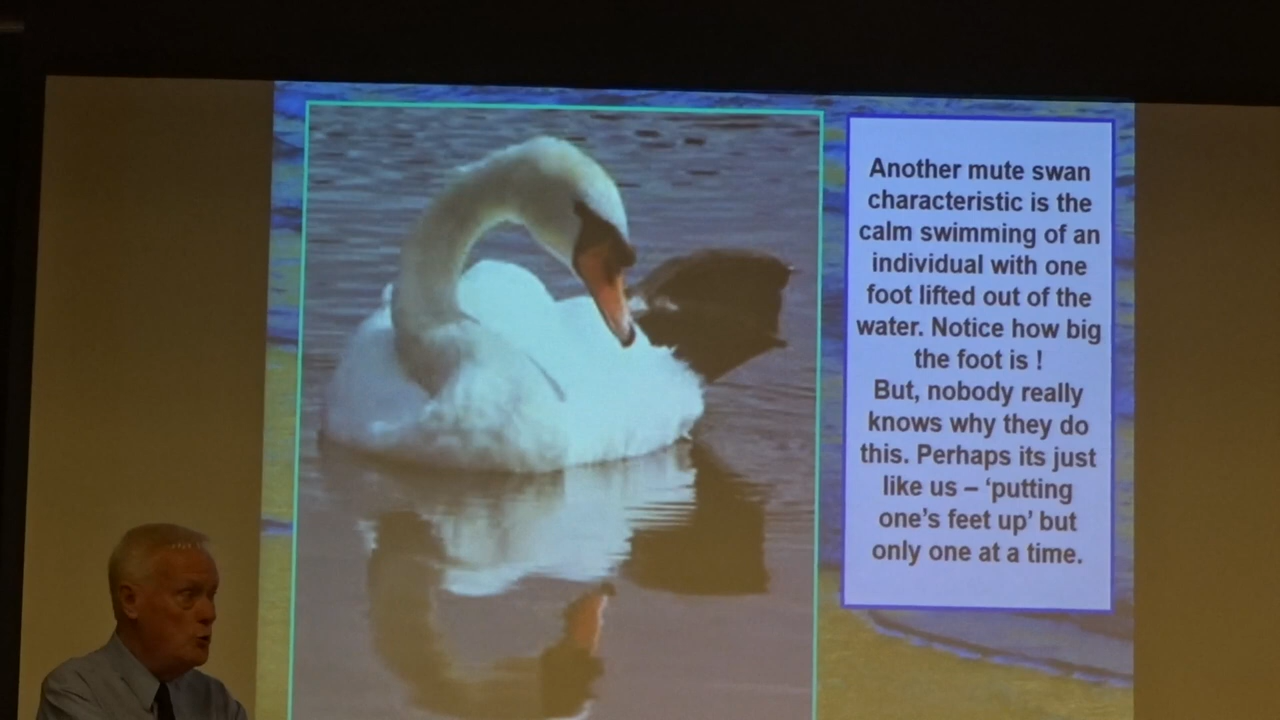 Another mute swan
characteristic is the
calm swimming of an
individual with one
foot lifted out of the
water. Notice how big
the foot is !
But, nobody really
knows why they do
this. Perhaps its just
like us – ‘putting
one’s feet up’ but
only one at a time.